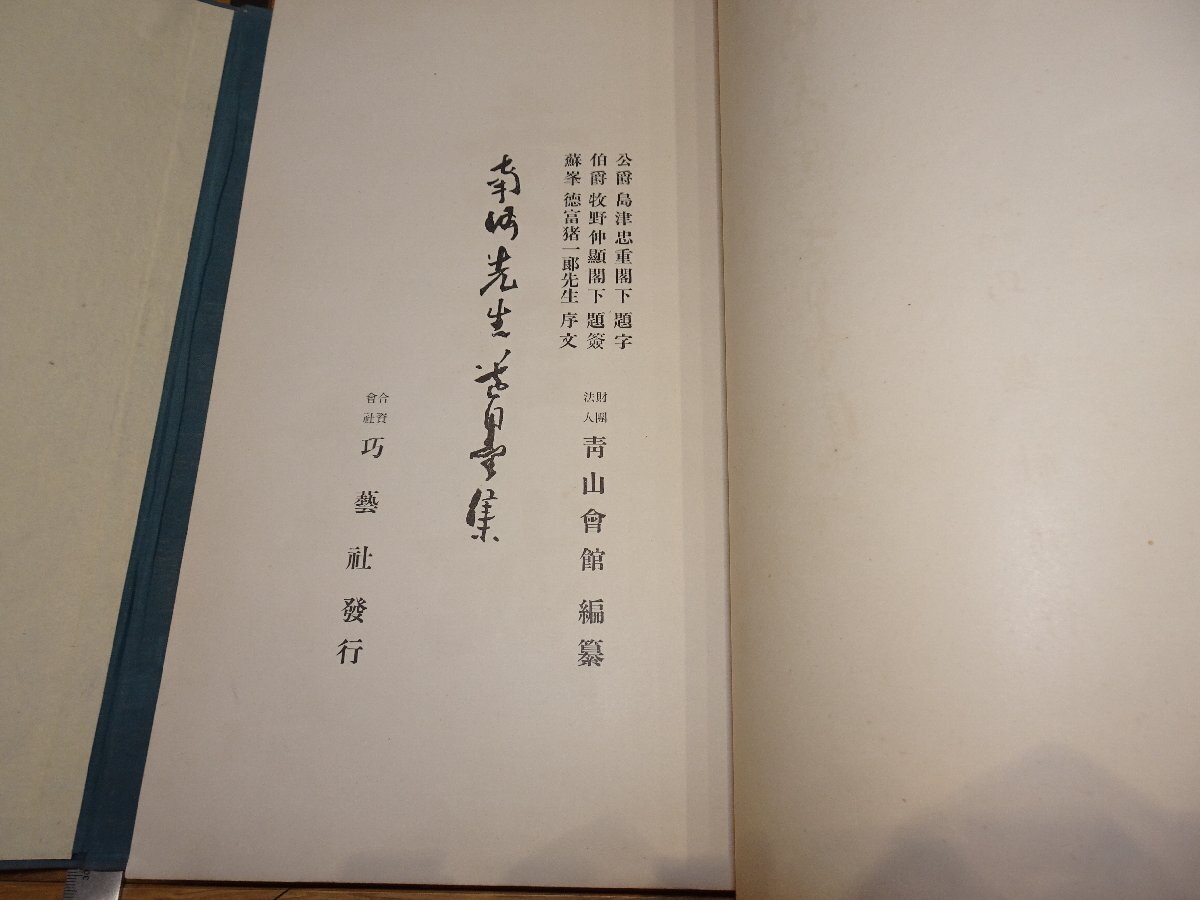 公爵 島津忠重閣下 題字
伯爵 牧野伸顯閣下 題簽
蘇峯 德富猪一郎先生 序文
財團法人 靑山會館 編纂
南洲先生遺墨集
合資會社 巧藝社發行